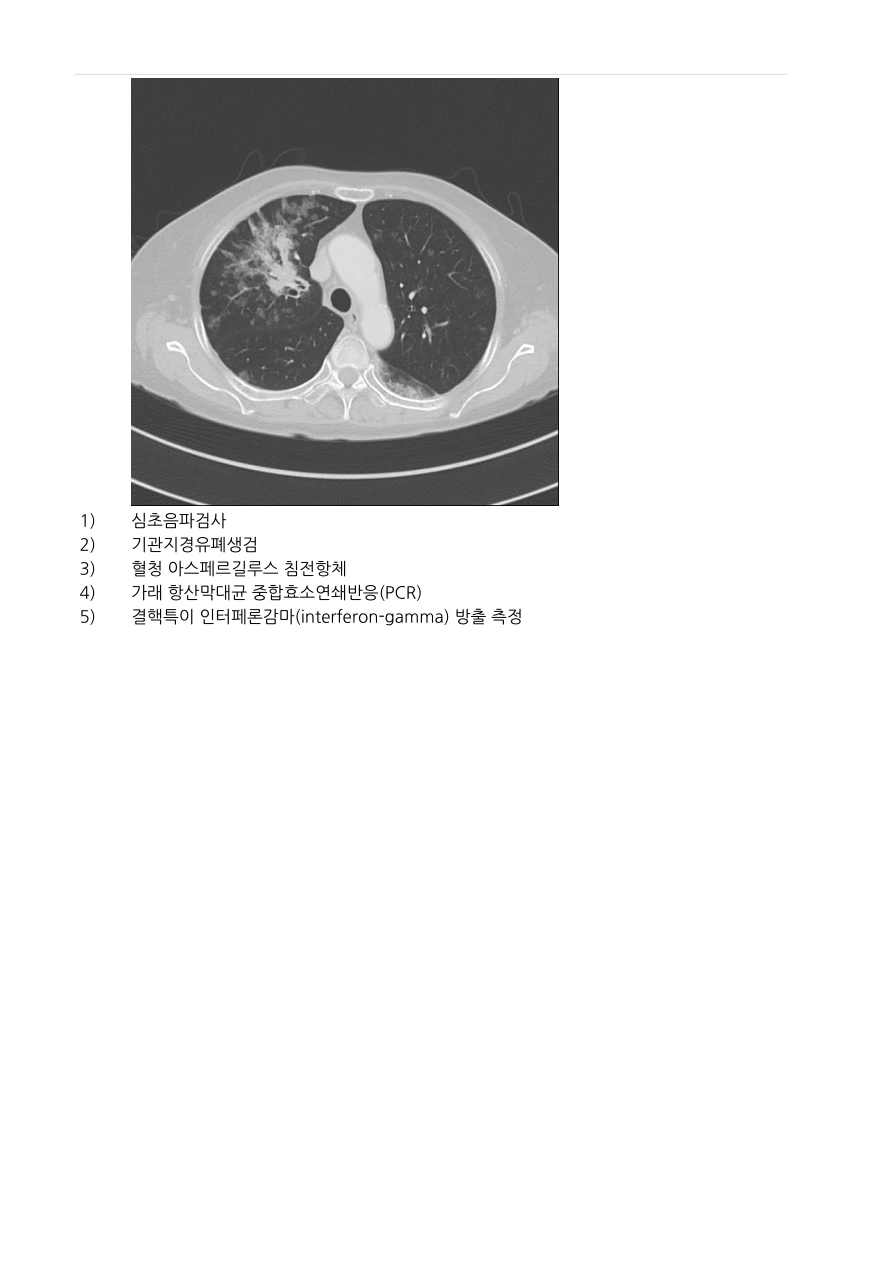 1) 심초음파검사
2) 기관지경유폐생검
3) 혈청 아스페르길루스 침전항체
4) 가래 항산막대균 중합효소연쇄반응(PCR)
5) 결핵특이 인터페론감마(interferon-gamma) 방출 측정